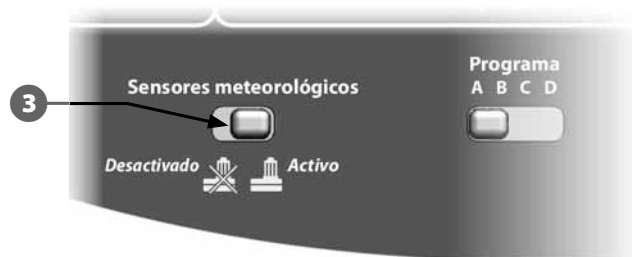 3
Sensores meteorológicos
Desactivado
Activo
Programa
A B C D